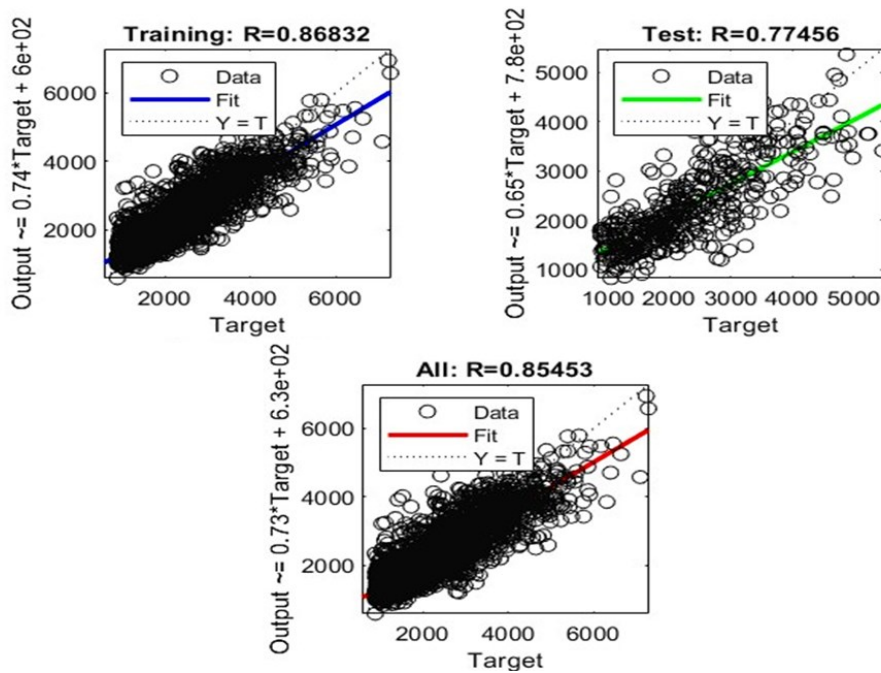 Training: R=0.86832
Output ~= 0.74*Target + 6e+02
6000
4000
2000
Data
Fit
Y = T
2000 4000 6000
Target
Test: R=0.77456
Output ~= 0.65*Target + 7.8e+02
5000
4000
3000
2000
1000
Data
Fit
Y = T
1000 2000 3000 4000 5000
Target
All: R=0.85453
Output ~= 0.73*Target + 6.3e+02
6000
4000
2000
Data
Fit
Y = T
2000 4000 6000
Target